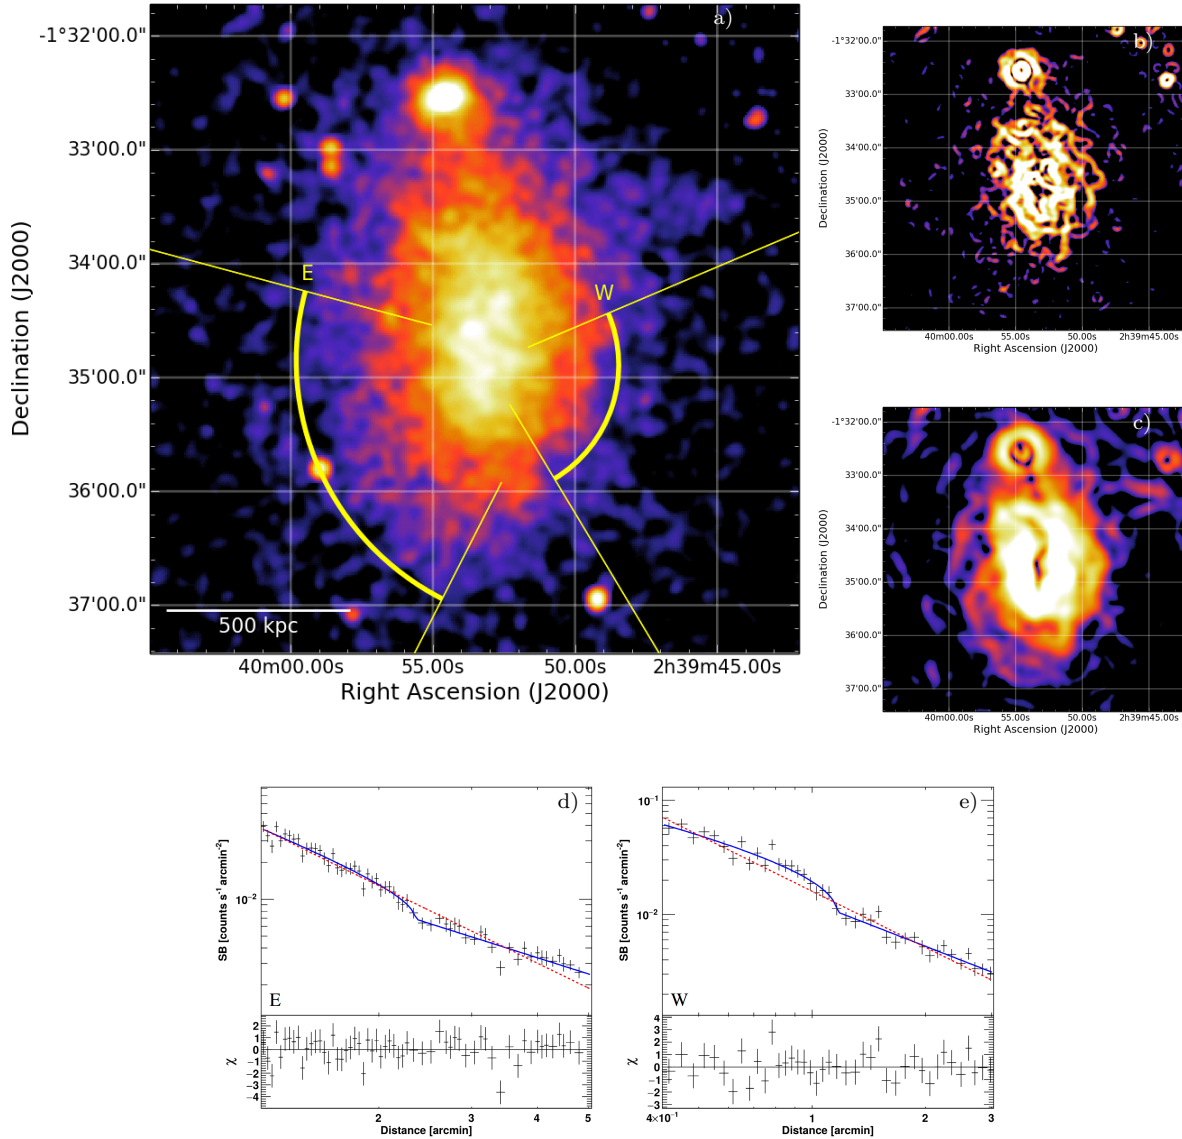 a)
-1°32'00.0"
33'00.0"
34'00.0"
35'00.0"
36'00.0"
37'00.0"
Declination (J2000)
E
W
500 kpc
40m00.00s
55.00s
50.00s
2h39m45.00s
Right Ascension (J2000)
b)
-1°32'00.0"
33'00.0"
34'00.0"
35'00.0"
36'00.0"
37'00.0"
Declination (J2000)
40m00.00s
55.00s
50.00s
2h39m45.00s
Right Ascension (J2000)
c)
-1°32'00.0"
33'00.0"
34'00.0"
35'00.0"
36'00.0"
37'00.0"
Declination (J2000)
40m00.00s
55.00s
50.00s
2h39m45.00s
Right Ascension (J2000)
d)
SB [counts s⁻¹ arcmin⁻²]
10⁻²
E
χ
2
1
0
-1
-2
-3
-4
2
3
4
5
Distance [arcmin]
e)
SB [counts s⁻¹ arcmin⁻²]
10⁻¹
10⁻²
W
χ
4
3
2
1
0
-1
-2
-3
4×10⁻¹
1
2
3
Distance [arcmin]